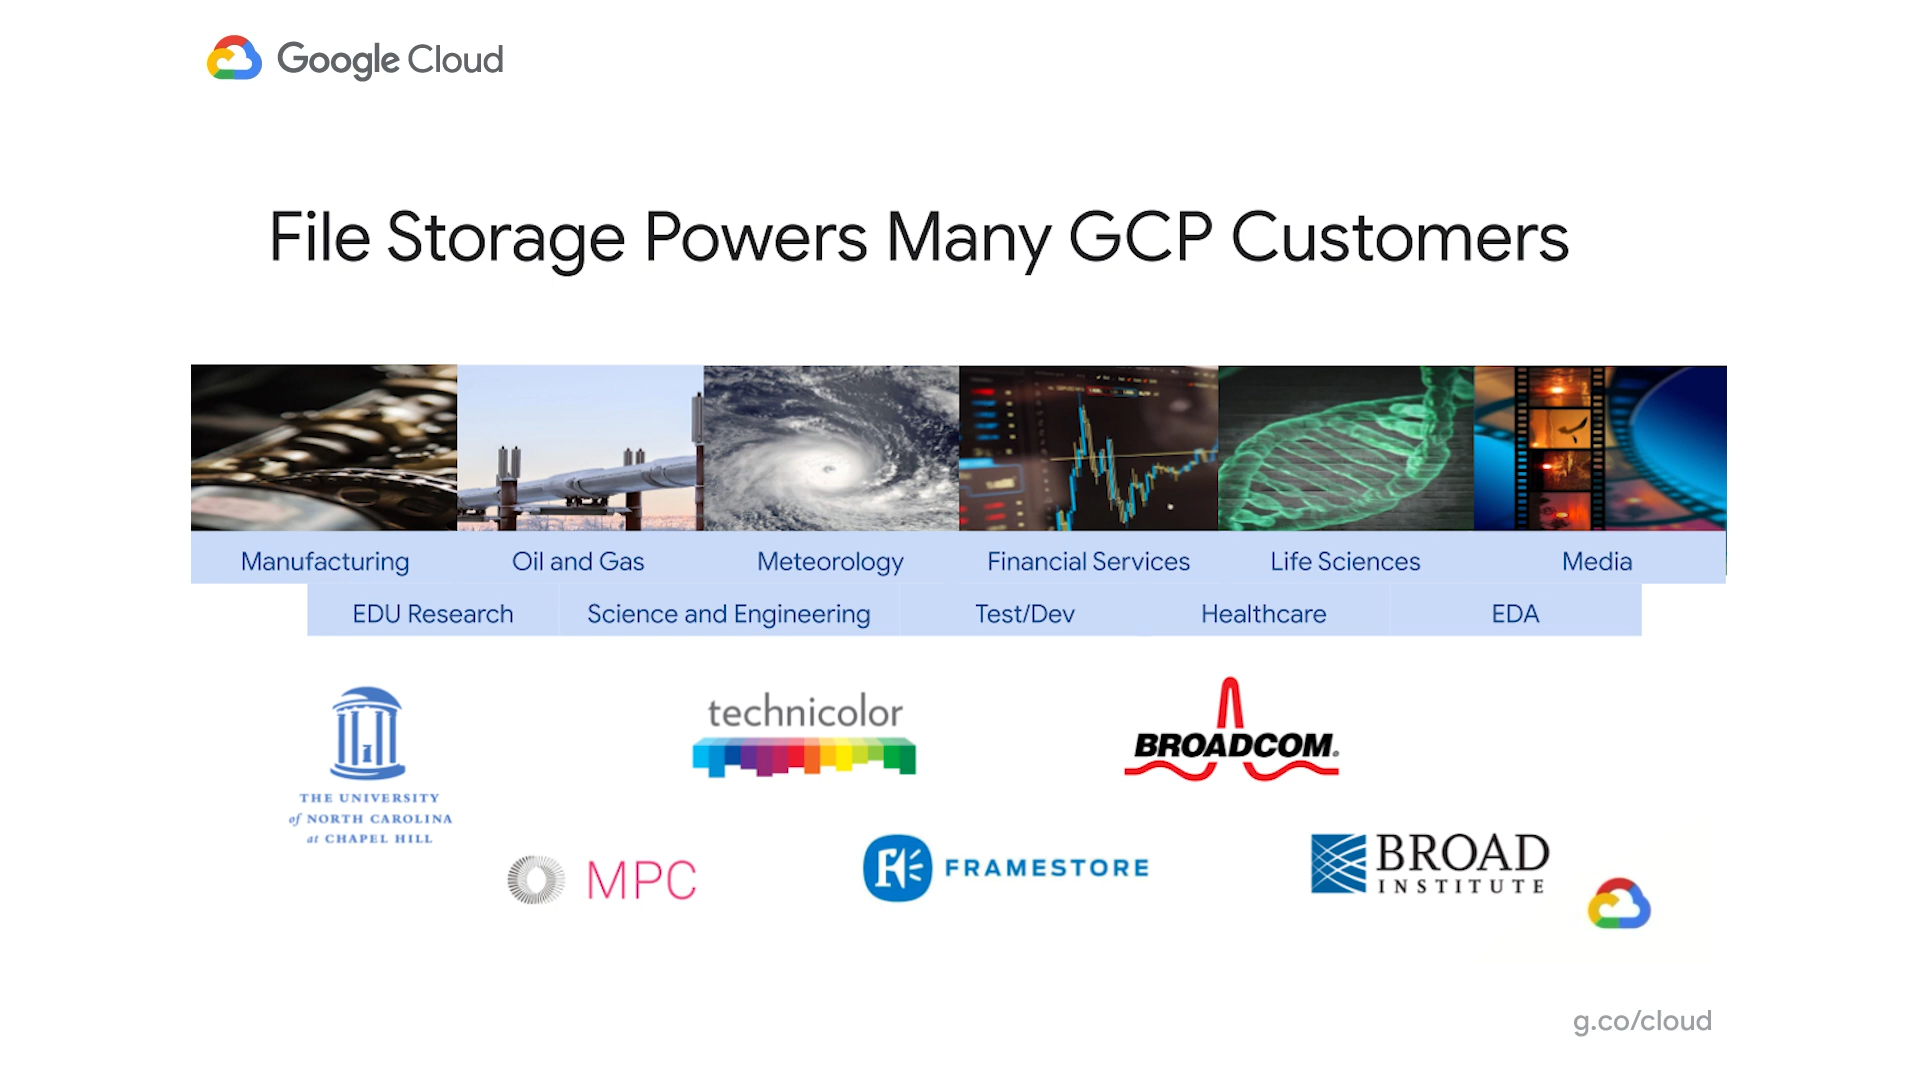 Google Cloud
File Storage Powers Many GCP Customers
Manufacturing
Oil and Gas
Meteorology
Financial Services
Life Sciences
Media
EDU Research
Science and Engineering
Test/Dev
Healthcare
EDA
THE UNIVERSITY
of NORTH CAROLINA
at CHAPEL HILL
technicolor
BROADCOM.
MPC
FRAMESTORE
BROAD
INSTITUTE
g.co/cloud